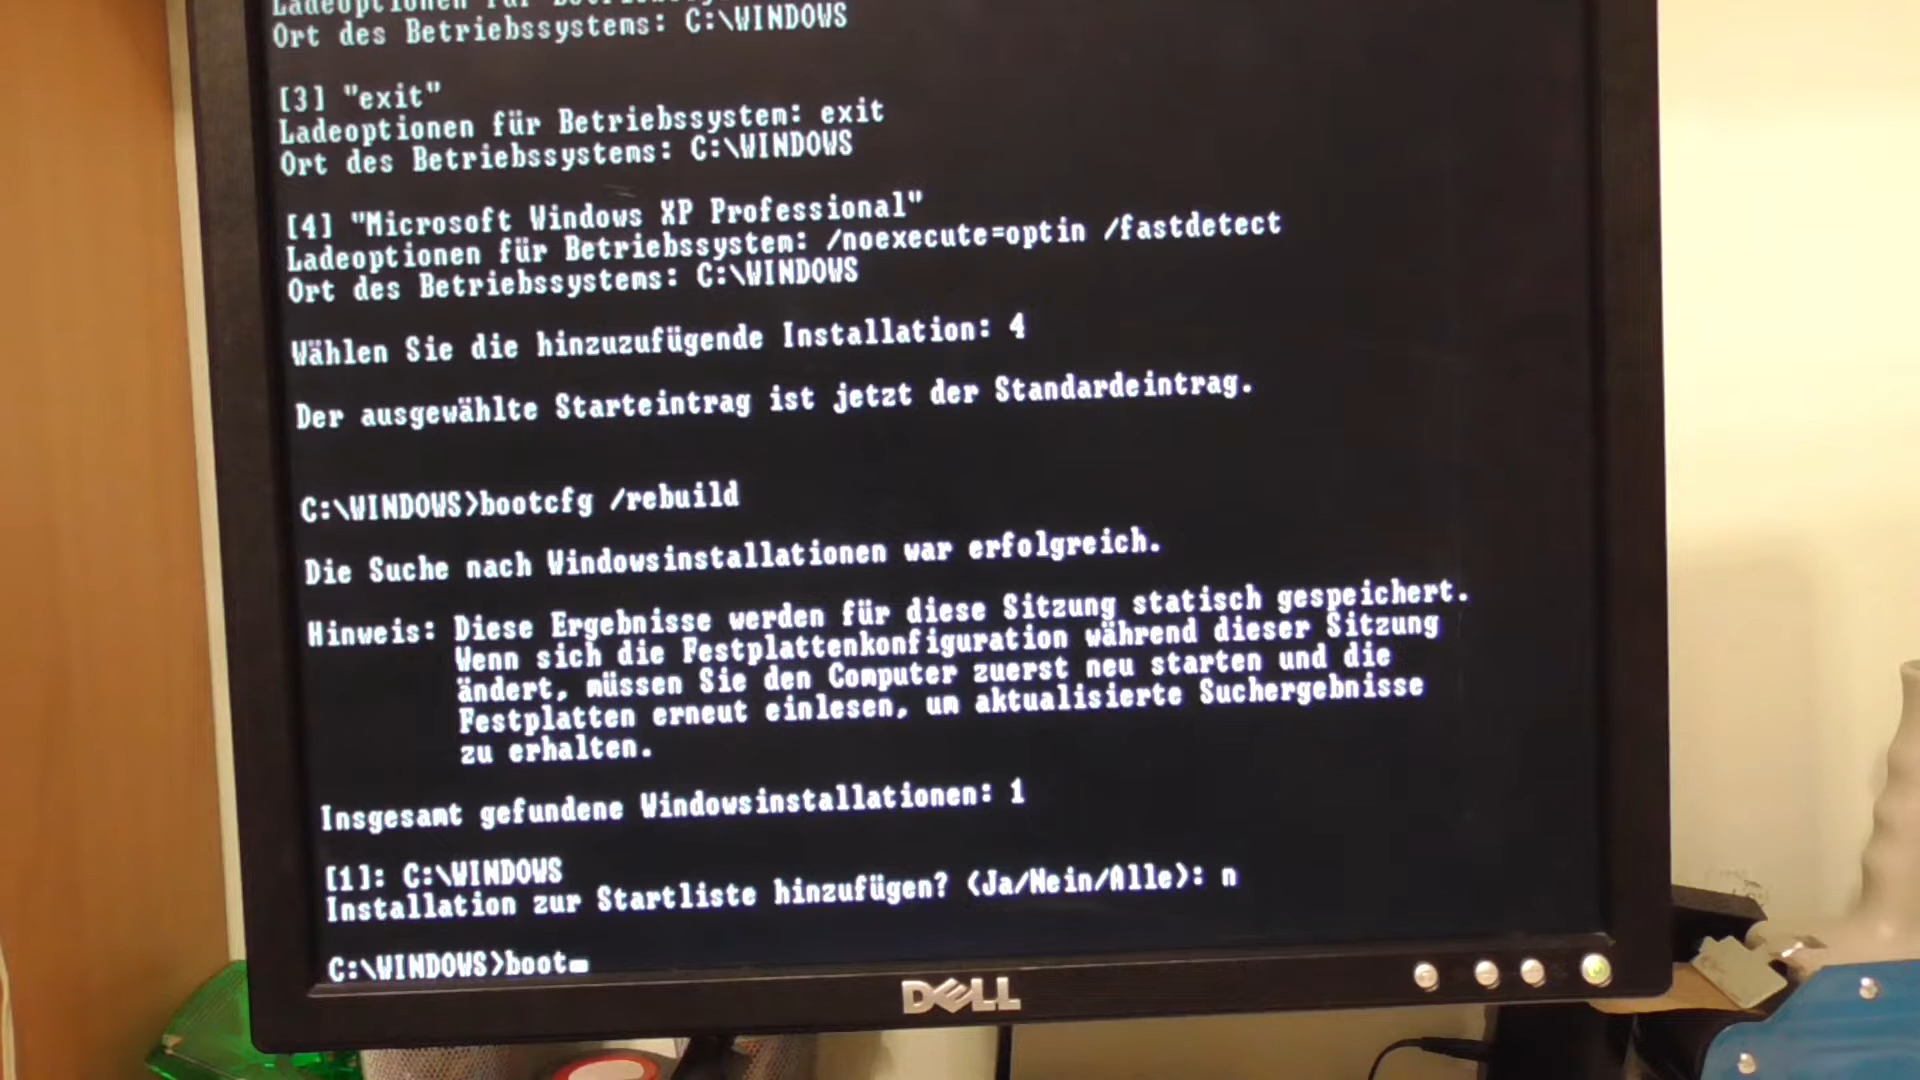 Ladeoptionen für
Ort des Betriebssystems: C:\WINDOWS
[3] "exit"
Ladeoptionen für Betriebssystem: exit
Ort des Betriebssystems: C:\WINDOWS
[4] "Microsoft Windows XP Professional"
Ladeoptionen für Betriebssystem: /noexecute=optin /fastdetect
Ort des Betriebssystems: C:\WINDOWS
Wählen Sie die hinzuzufügende Installation: 4
Der ausgewählte Starteintrag ist jetzt der Standardeintrag.
C:\WINDOWS>bootcfg /rebuild
Die Suche nach Windowsinstallationen war erfolgreich.
Hinweis: Diese Ergebnisse werden für diese Sitzung statisch gespeichert.
Wenn sich die Festplattenkonfiguration während dieser Sitzung
ändert, müssen Sie den Computer zuerst neu starten und die
Festplatten erneut einlesen, um aktualisierte Suchergebnisse
zu erhalten.
Insgesamt gefundene Windowsinstallationen: 1
[1]: C:\WINDOWS
Installation zur Startliste hinzufügen? (Ja/Nein/Alle): n
C:\WINDOWS>boot_
DELL